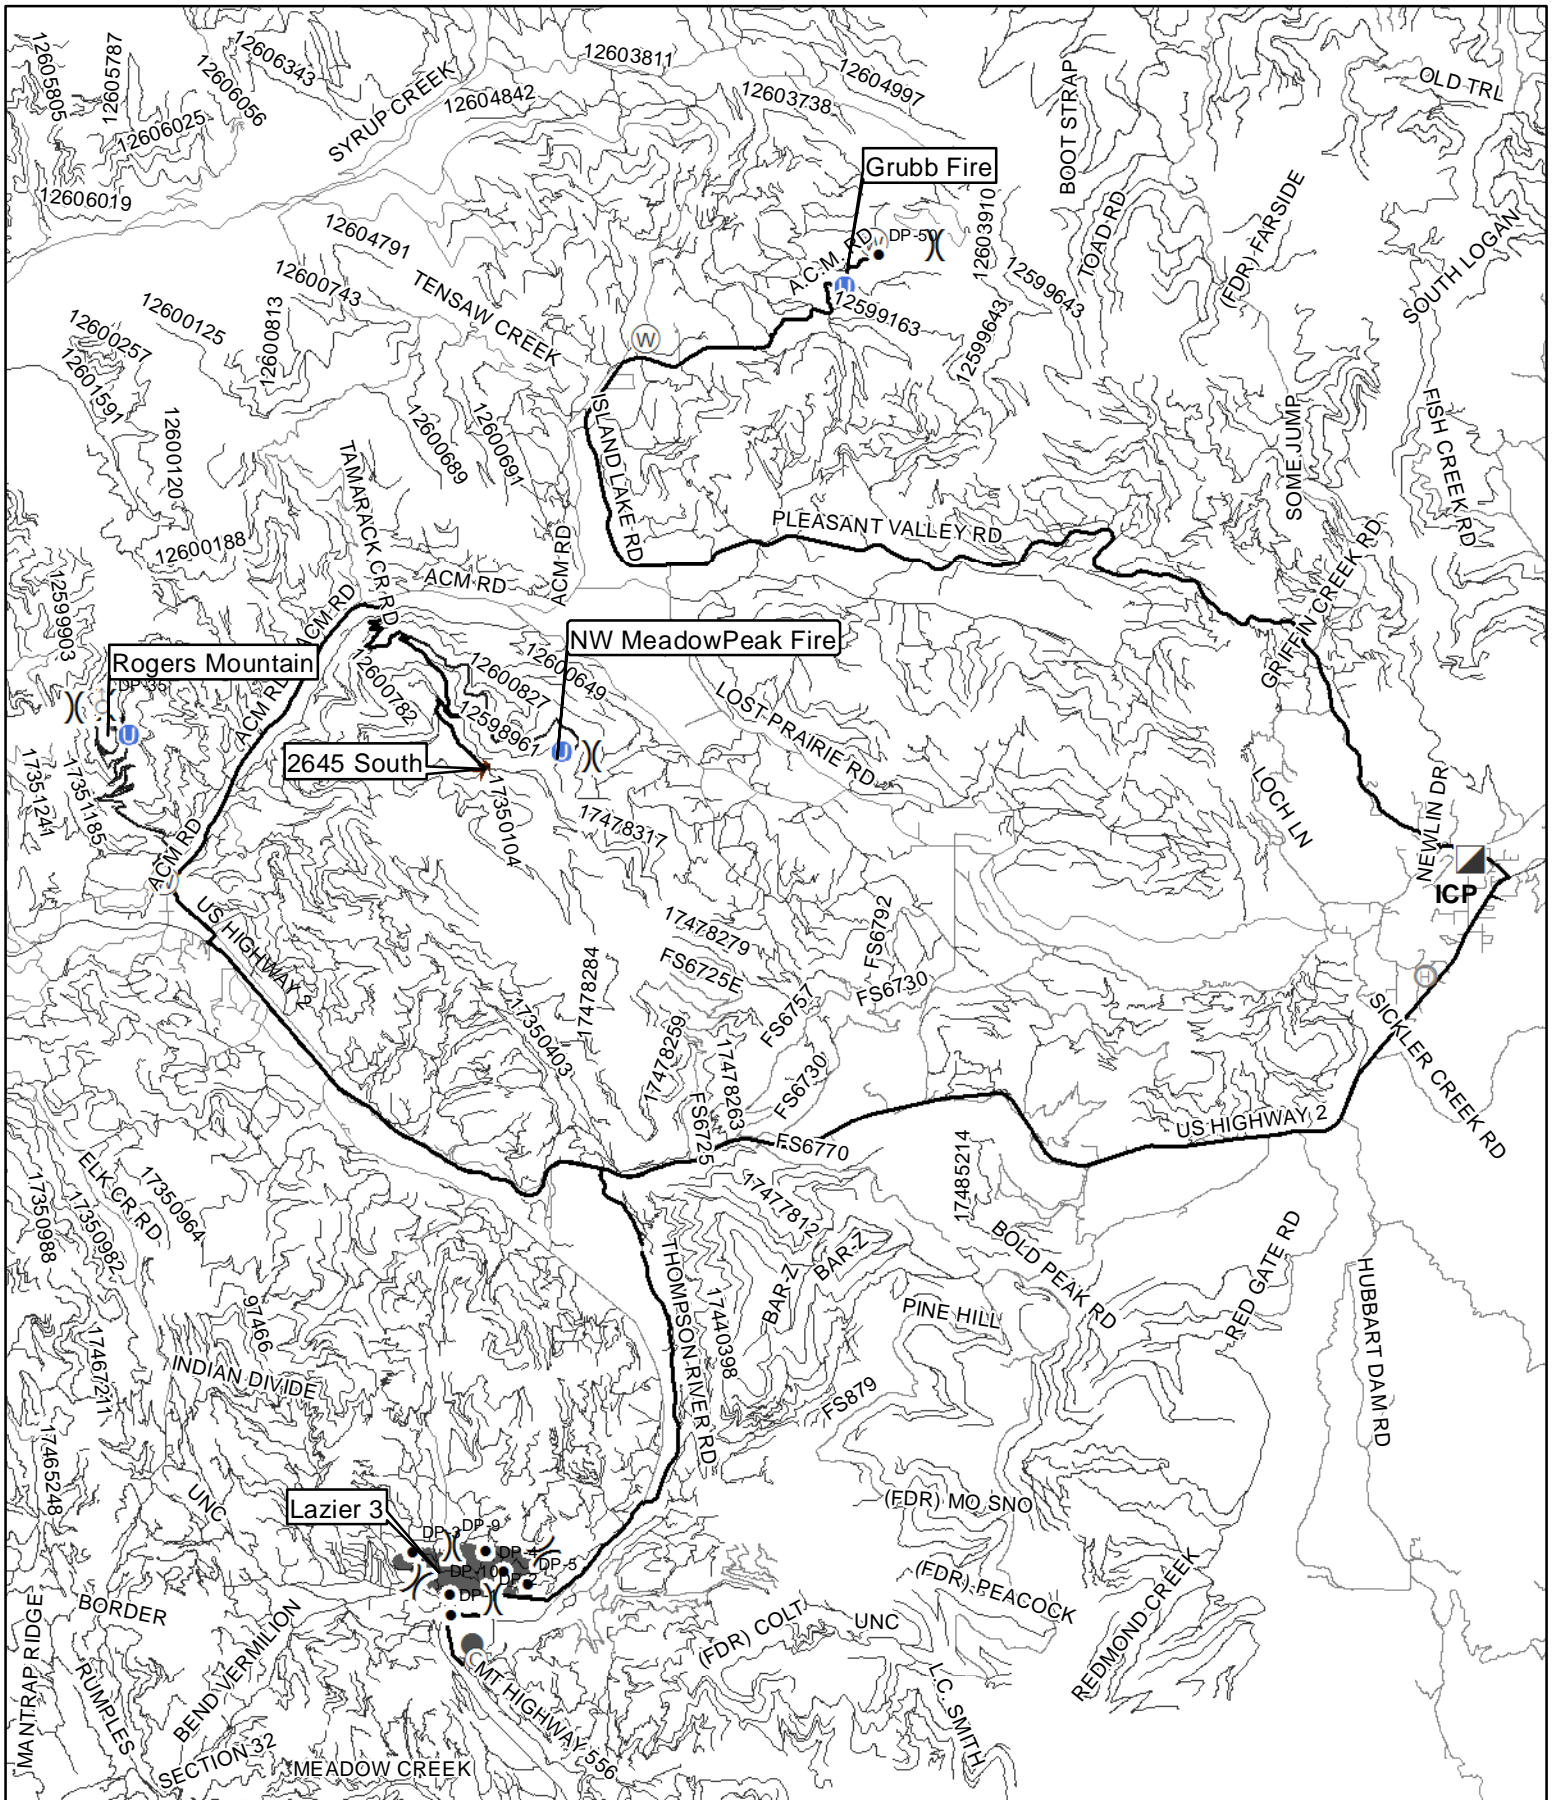 12605805
12605787
12606343
12606056
12603811
12604997
OLD TRL
12606025
SYRUP CREEK
12604842
12603738
BOOT STRAP
12606019
Grubb Fire
12604791
A.C.M. RD
DP-50
12603910
TOAD RD
(FDR) FARSIDE
SOUTH LOGAN
12600743
TENSAW CREEK
12599643
12600257
12600125
12600813
W
U
12599163
12599643
12601591
12600120
12600689
12600691
ISLAND LAKE RD
SOME JUMP
FISH CREEK RD
TAMARACK CR RD
12600188
PLEASANT VALLEY RD
ACM RD
ACM RD
GRIFFIN CREEK RD
12599903
ACM RD
NW MeadowPeak Fire
Rogers Mountain
DP-35
12600649
12600827
12600782
LOST PRAIRIE RD
ACM RD
U
12598961
U
2645 South
17351241
17351185
17350104
17478317
LOCH LN
NEWLIN DR
ACM RD
ICP
US HIGHWAY 2
17478279
FS6792
FS6725E
FS6730
H
17478284
FS6757
17350403
17478259
17478263
FS6730
SICKLER CREEK RD
FS6725
FS6770
US HIGHWAY 2
17485214
ELK CR RD
17350964
17350988
17350982
17477812
BAR-Z
BAR-Z
BOLD PEAK RD
RED GATE RD
HUBBART DAM RD
THOMPSON RIVER RD
17440398
PINE HILL
97466
17467211
INDIAN DIVIDE
FS879
17465248
UNC
Lazier 3
(FDR) MO SNO
DP-3
DP-9
DP-4
DP-5
DP-10
DP-2
DP-1
(FDR) PEACOCK
REDMOND CREEK
BORDER
MANTRAP RIDGE
RUMPLES
BEND VERMILION
(FDR) COLT
UNC
L.C. SMITH
MT HIGHWAY 556
SECTION 32
MEADOW CREEK